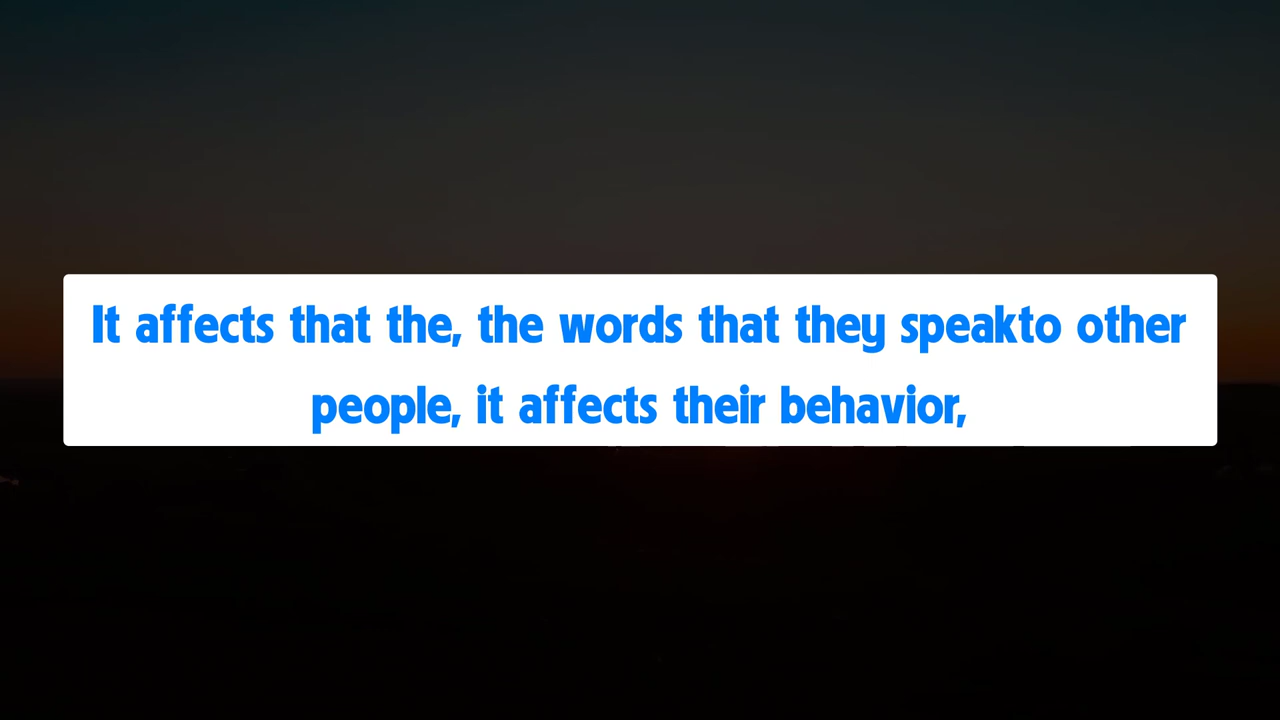 It affects that the, the words that they speakto other
people, it affects their behavior,